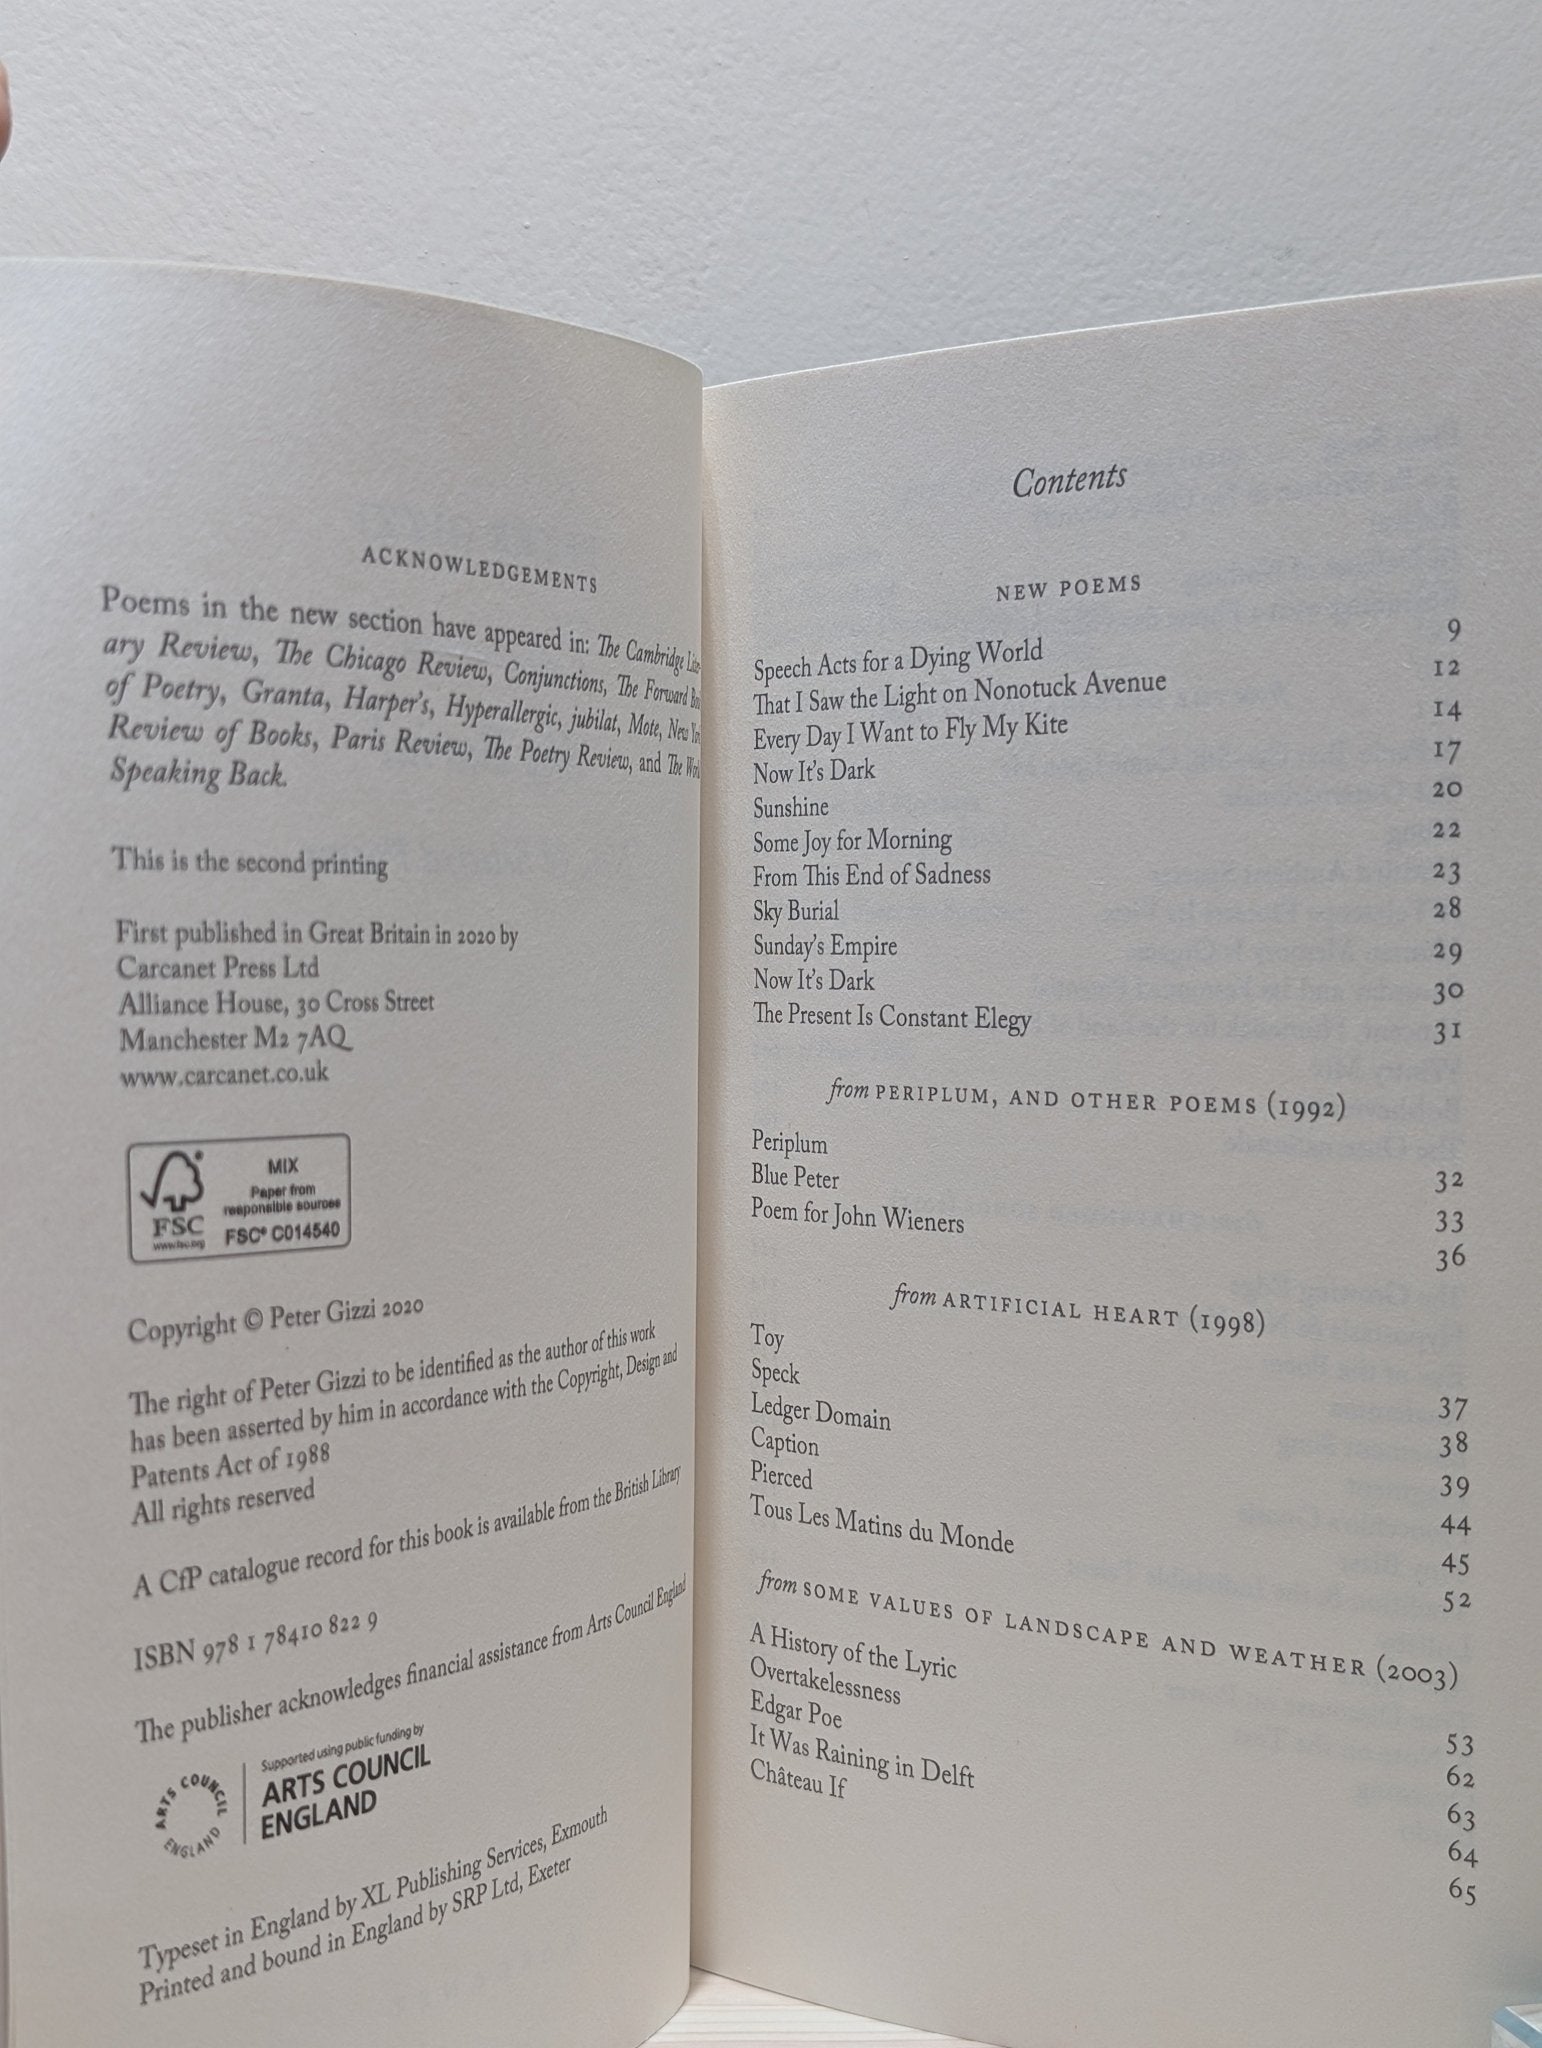 ACKNOWLEDGEMENTS
Poems in the new section have appeared in: The Cambridge
ary Review, The Chicago Review, Conjunctions, The Forward
of Poetry, Granta, Harper's, Hyperallergic, jubilat, Mote, New
Review of Books, Paris Review, The Poetry Review, and The
Speaking Back.
This is the second printing
First published in Great Britain in 2020 by
Carcanet Press Ltd
Alliance House, 30 Cross Street
Manchester M2 7AQ
www.carcanet.co.uk
FSC
www.fsc.org
MIX
Paper from
responsible sources
FSC® C014540
Copyright © Peter Gizzi 2020
The right of Peter Gizzi to be identified as the author of this work
has been asserted by him in accordance with the Copyright, Design and
Patents Act of 1988
All rights reserved
A CfP catalogue record for this book is available from the British Library
ISBN 978 1 78410 822 9
The publisher acknowledges financial assistance from Arts Council England
ARTS COUNCIL ENGLAND
Supported using public funding by
ARTS COUNCIL
ENGLAND
Typeset in England by XL Publishing Services, Exmouth
Printed and bound in England by SRP Ltd, Exeter
Contents
NEW POEMS
Speech Acts for a Dying World 9
That I Saw the Light on Nonotuck Avenue 12
Every Day I Want to Fly My Kite 14
Now It's Dark 17
Sunshine 20
Some Joy for Morning 22
From This End of Sadness 23
Sky Burial 28
Sunday's Empire 29
Now It's Dark 30
The Present Is Constant Elegy 31
from PERIPLUM, AND OTHER POEMS (1992)
Periplum 32
Blue Peter 33
Poem for John Wieners 36
from ARTIFICIAL HEART (1998)
Toy 37
Speck 38
Ledger Domain 39
Caption 44
Pierced 45
Tous Les Matins du Monde 52
from SOME VALUES OF LANDSCAPE AND WEATHER (2003)
A History of the Lyric 53
Overtakelessness 62
Edgar Poe 63
It Was Raining in Delft 64
Château If 65